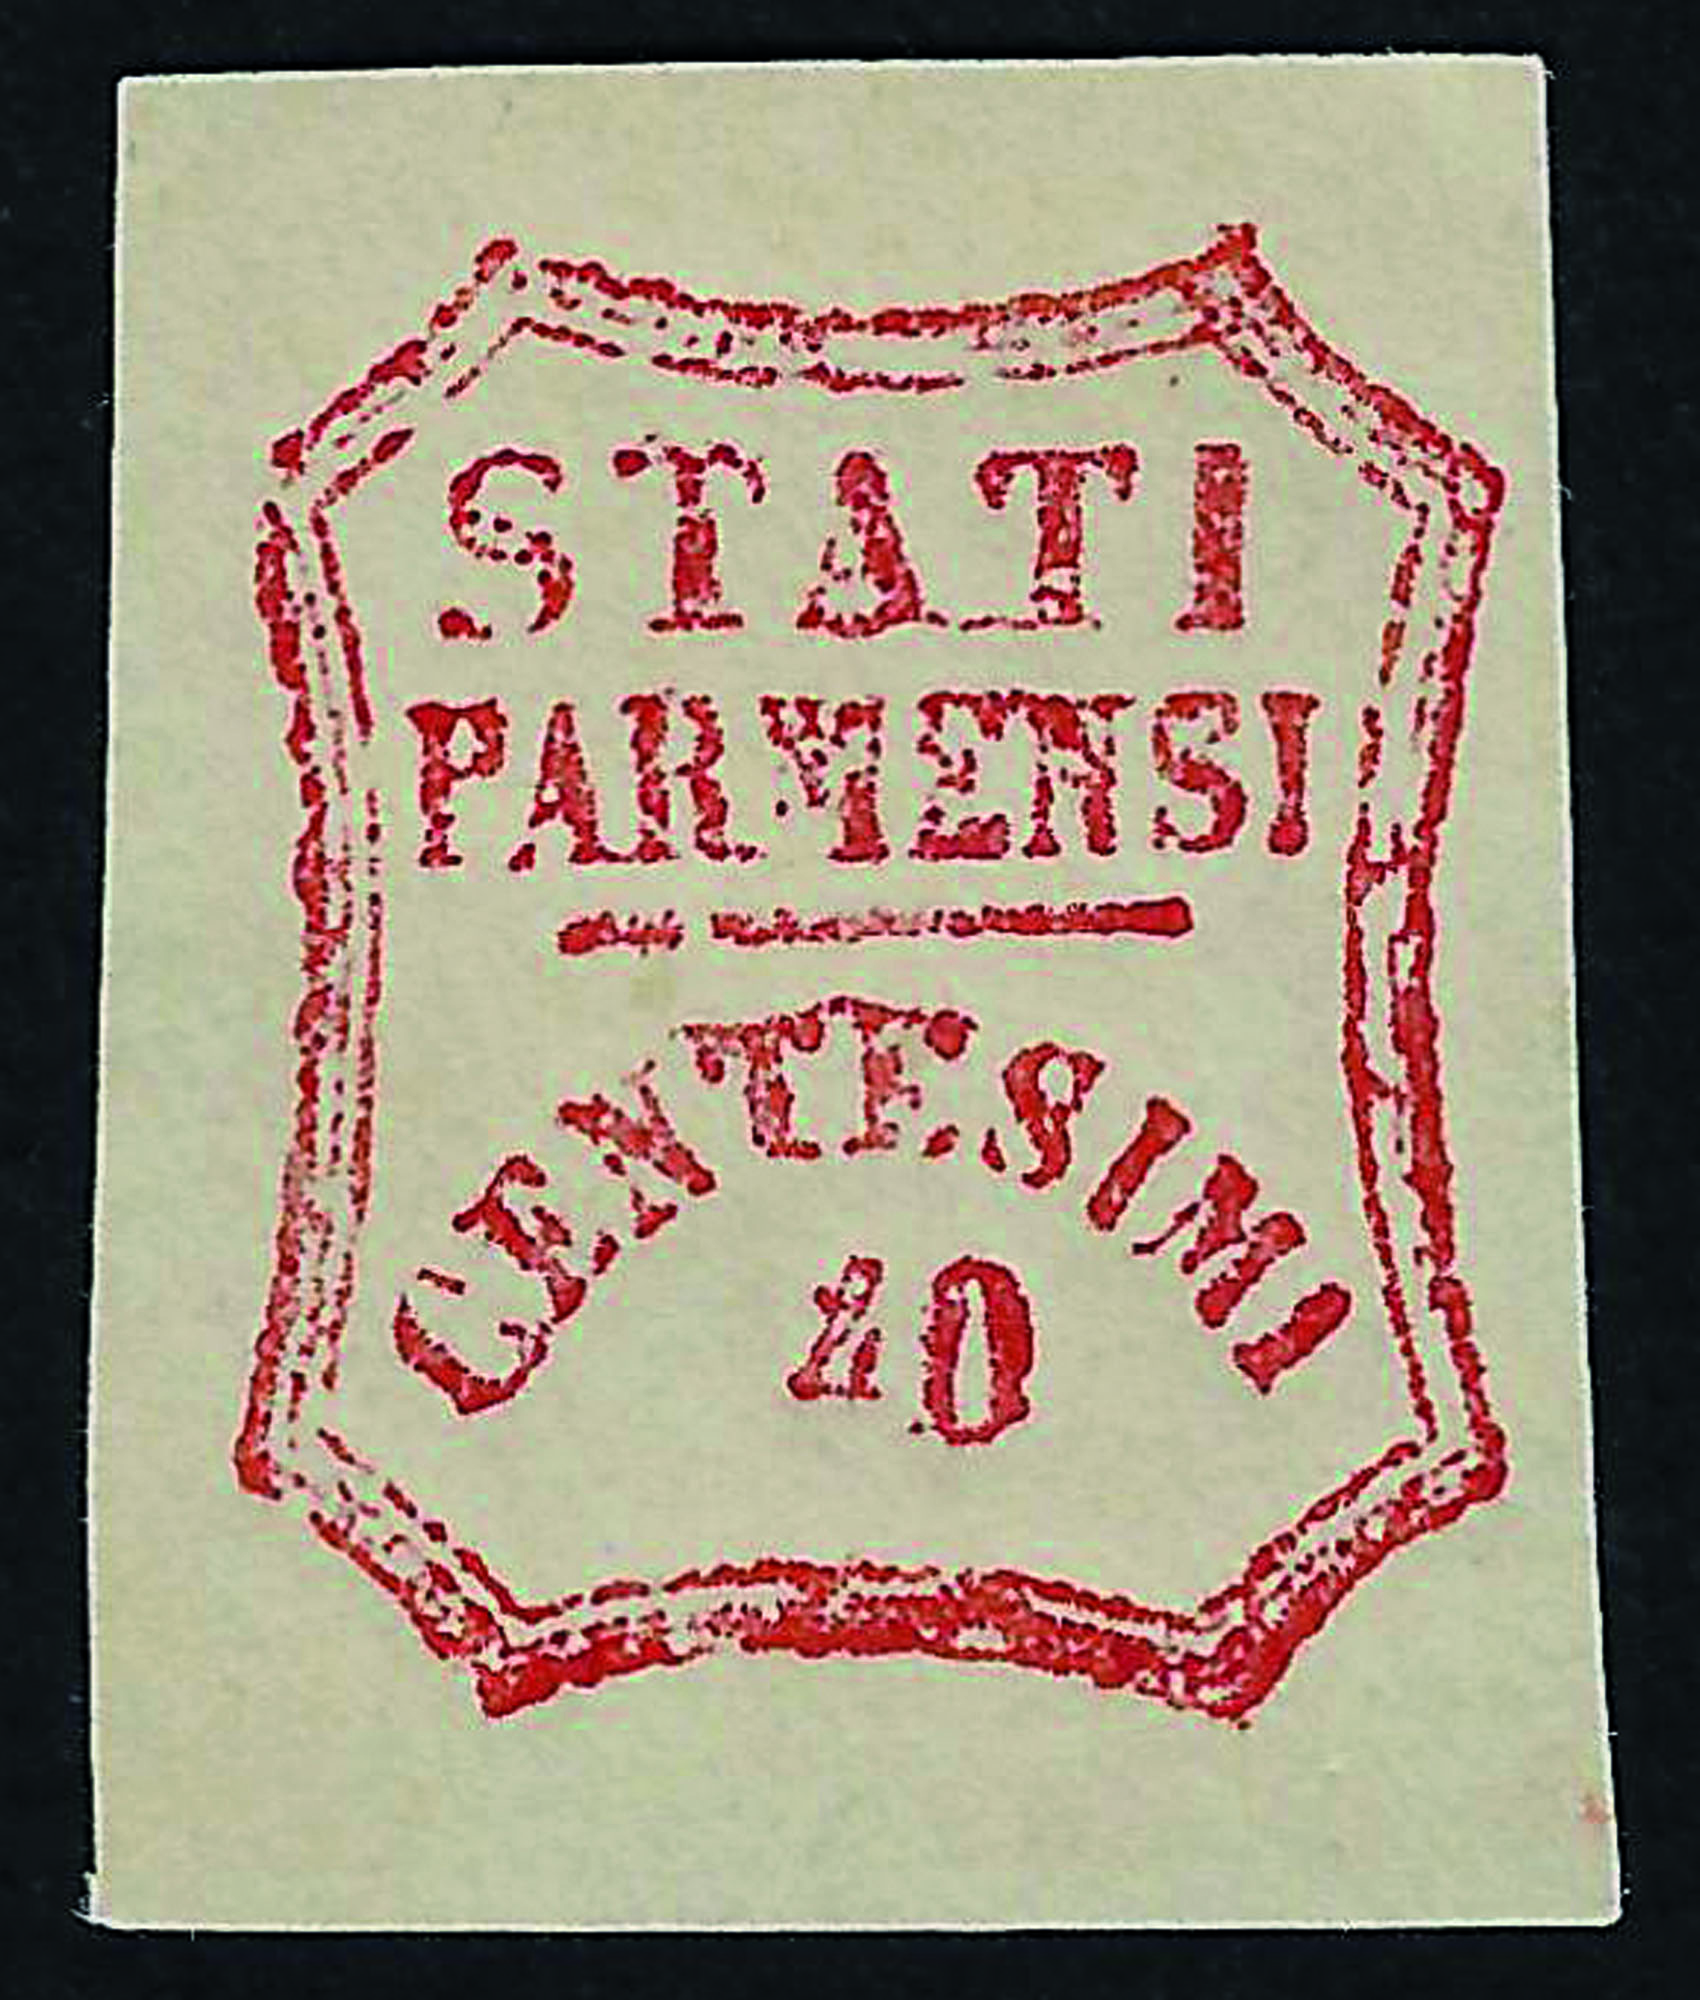 STATI
PARMENSI
CENTESIMI
40